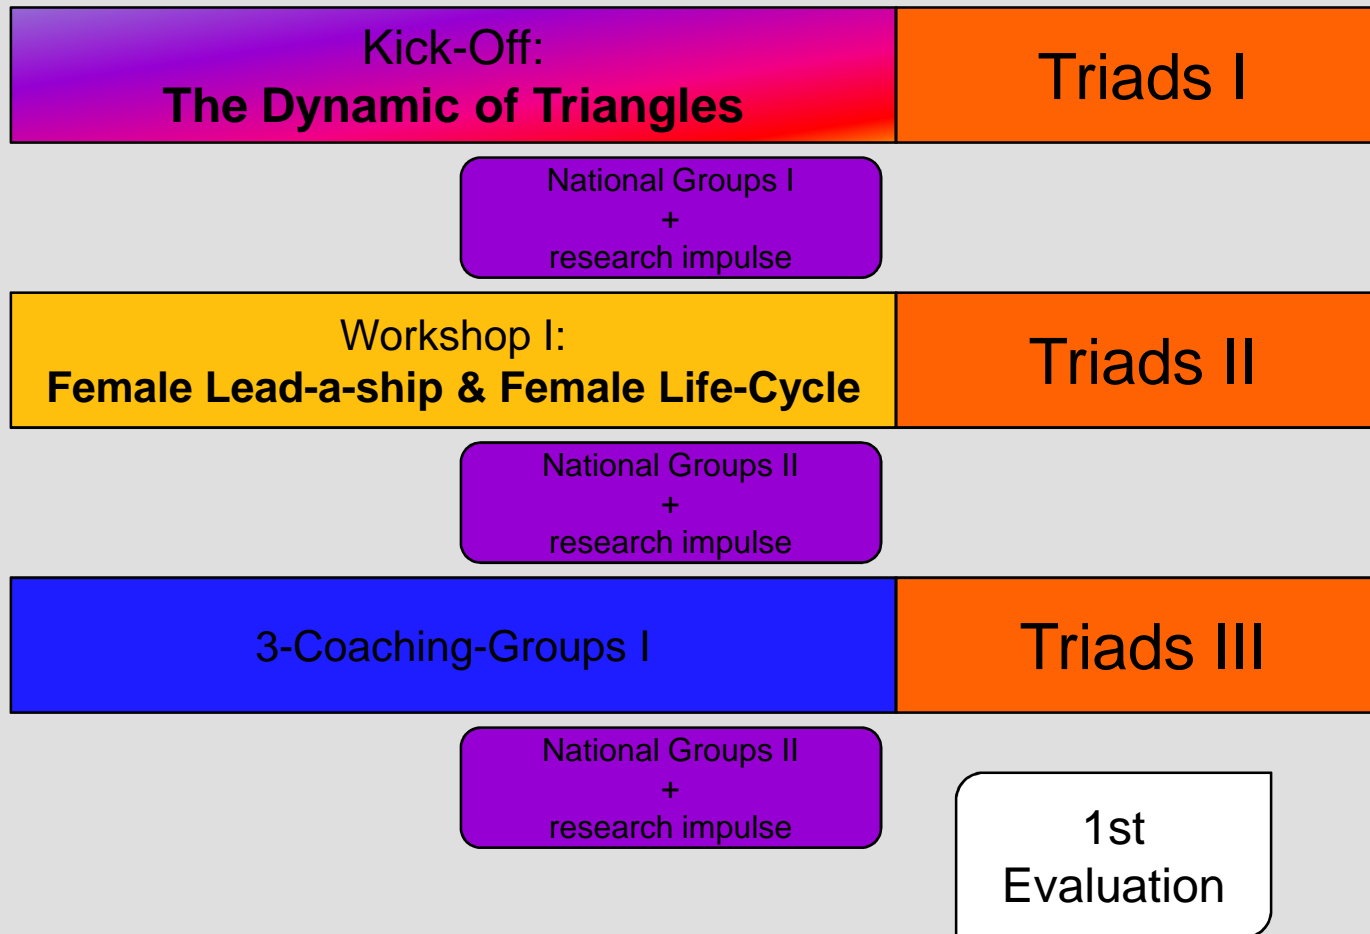 Kick-Off:
The Dynamic of Triangles
Triads I
National Groups I
+
research impulse
Workshop I:
Female Lead-a-ship & Female Life-Cycle
Triads II
National Groups II
+
research impulse
3-Coaching-Groups I
Triads III
National Groups II
+
research impulse
1st
Evaluation